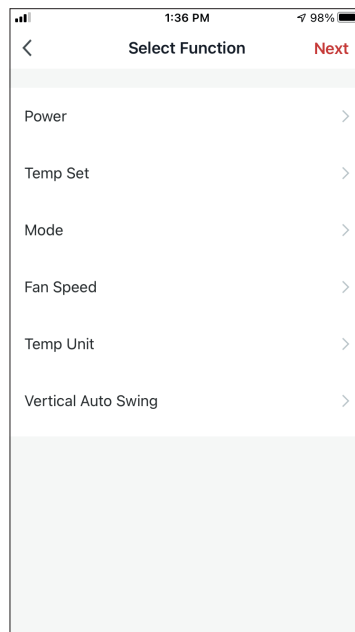 1:36 PM
98%
Select Function
Next
Power
Temp Set
Mode
Fan Speed
Temp Unit
Vertical Auto Swing